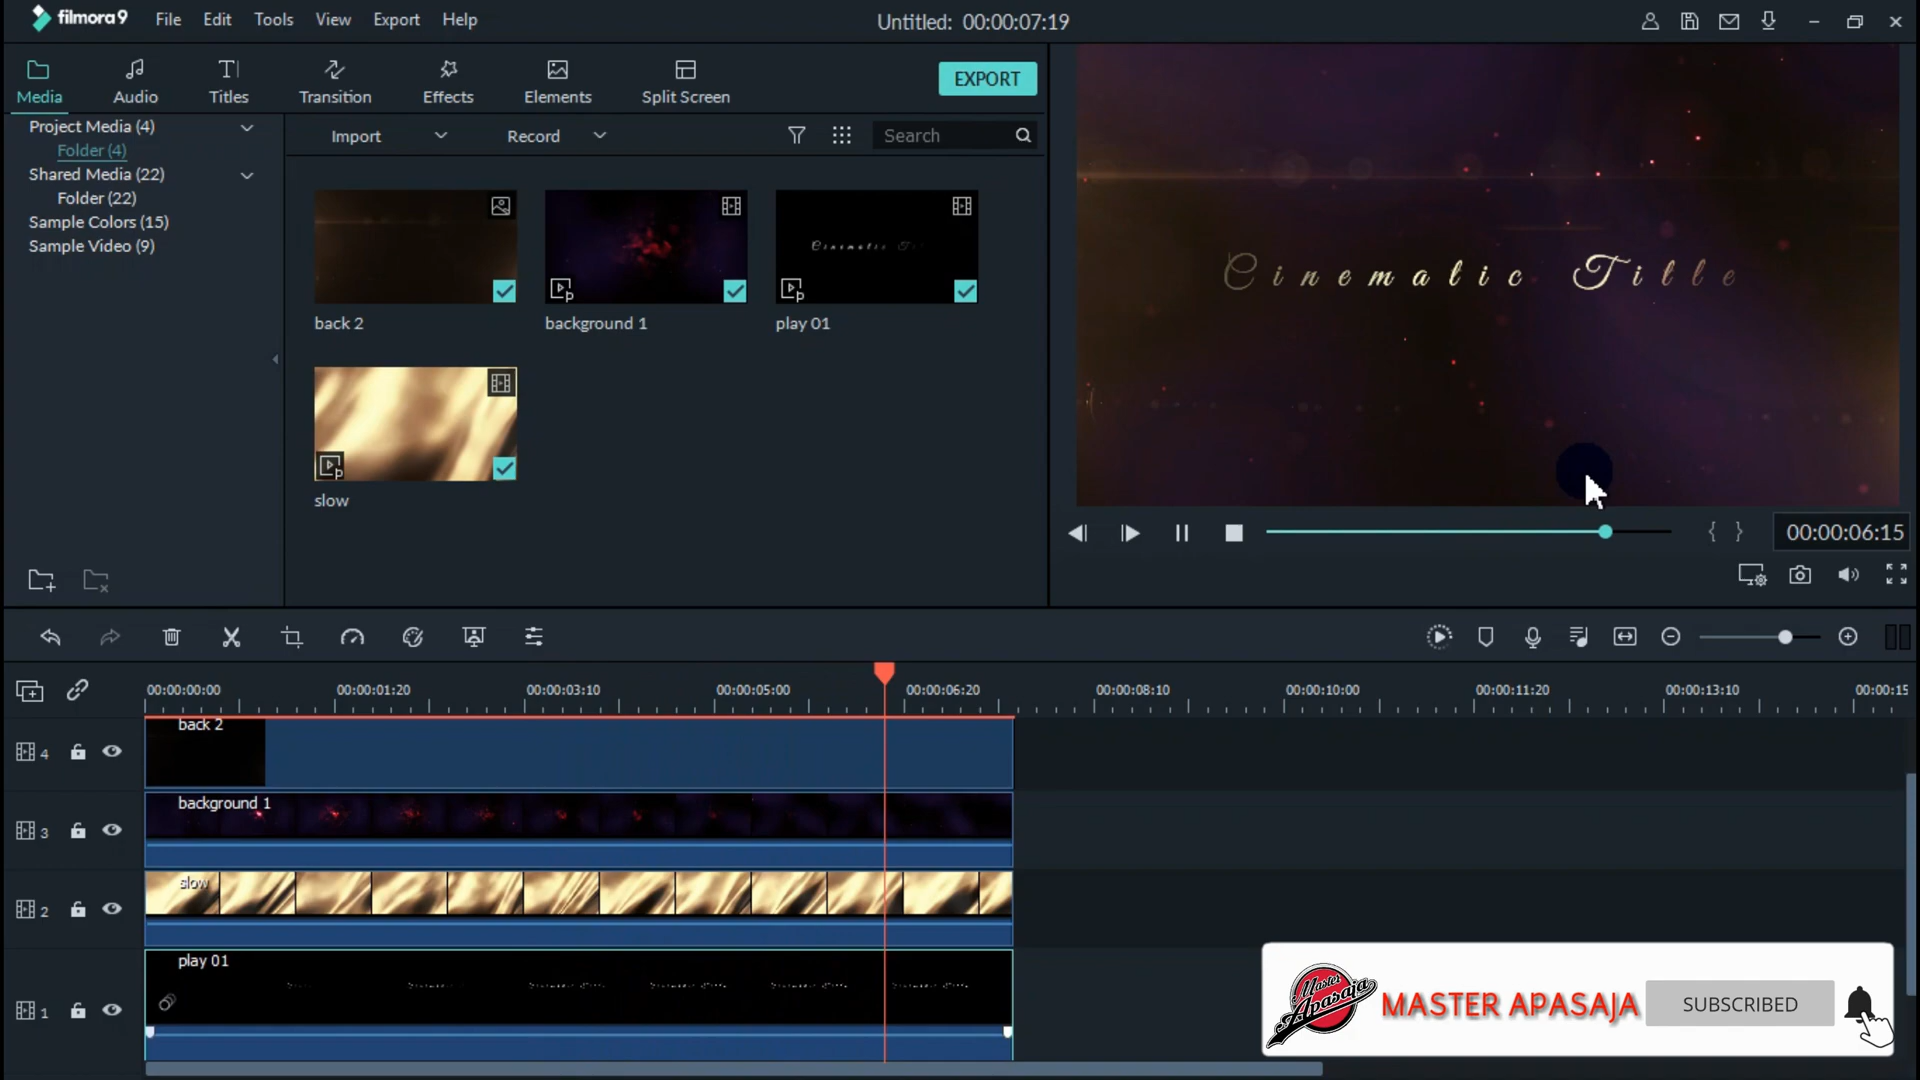 filmora9 File Edit Tools View Export Help
Untitled: 00:00:07:19
Media Audio Titles Transition Effects Elements Split Screen
EXPORT
Project Media (4)
Folder (4)
Shared Media (22)
Folder (22)
Sample Colors (15)
Sample Video (9)
Import Record Search
Cinematic Ti
back 2 background 1 play 01
slow
Cinematic Title
{ } 00:00:06:15
00:00:00:00 00:00:01:20 00:00:03:10 00:00:05:00 00:00:06:20 00:00:08:10 00:00:10:00 00:00:11:20 00:00:13:10 00:00:15
4 back 2
3 background 1
2 slow
1 play 01
Master Apasaja
MASTER APASAJA
SUBSCRIBED